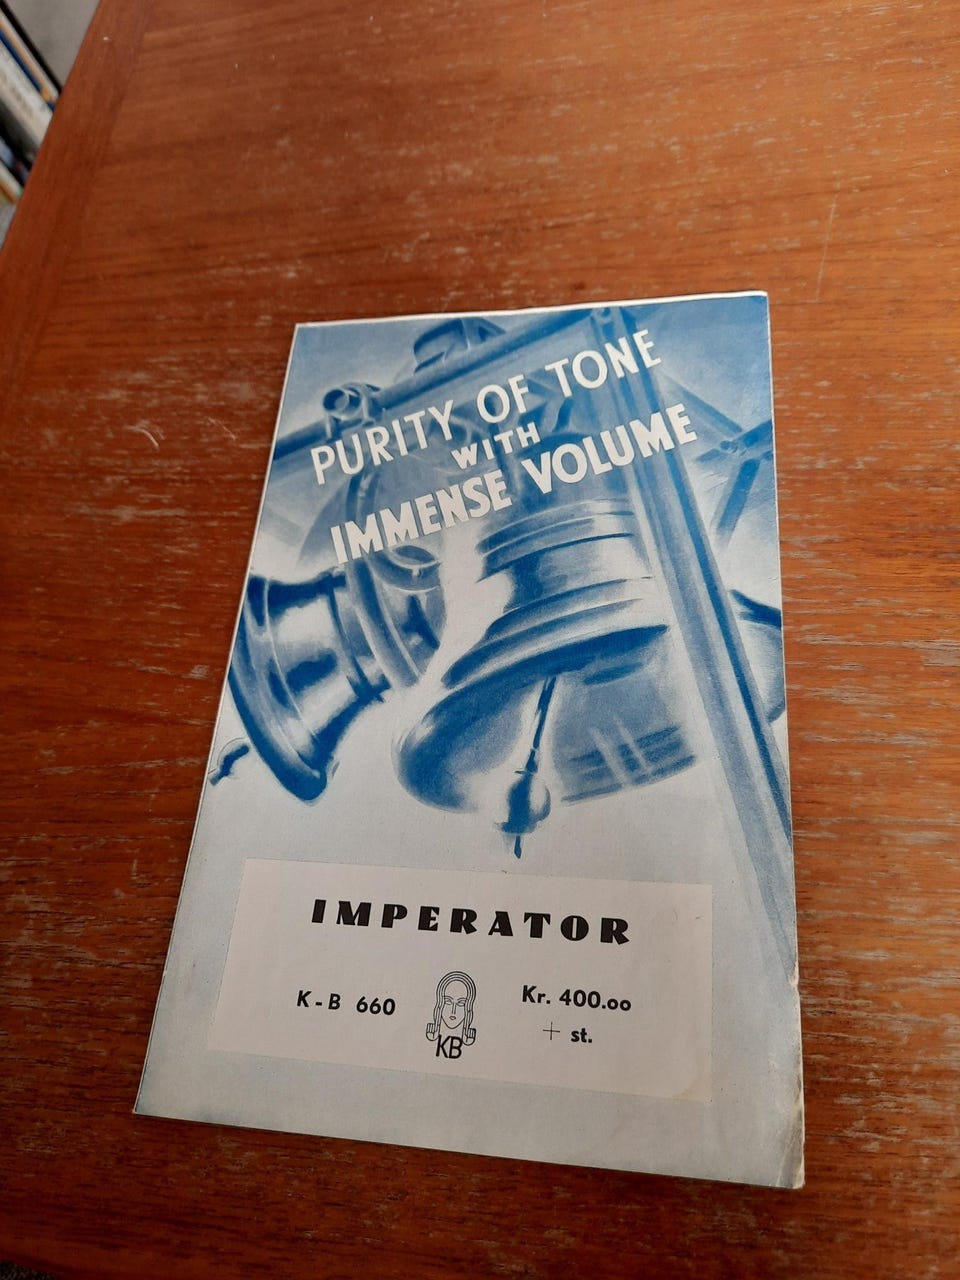 PURITY OF TONE
WITH
IMMENSE VOLUME
IMPERATOR
K-B 660
KB
Kr. 400.oo
+ st.